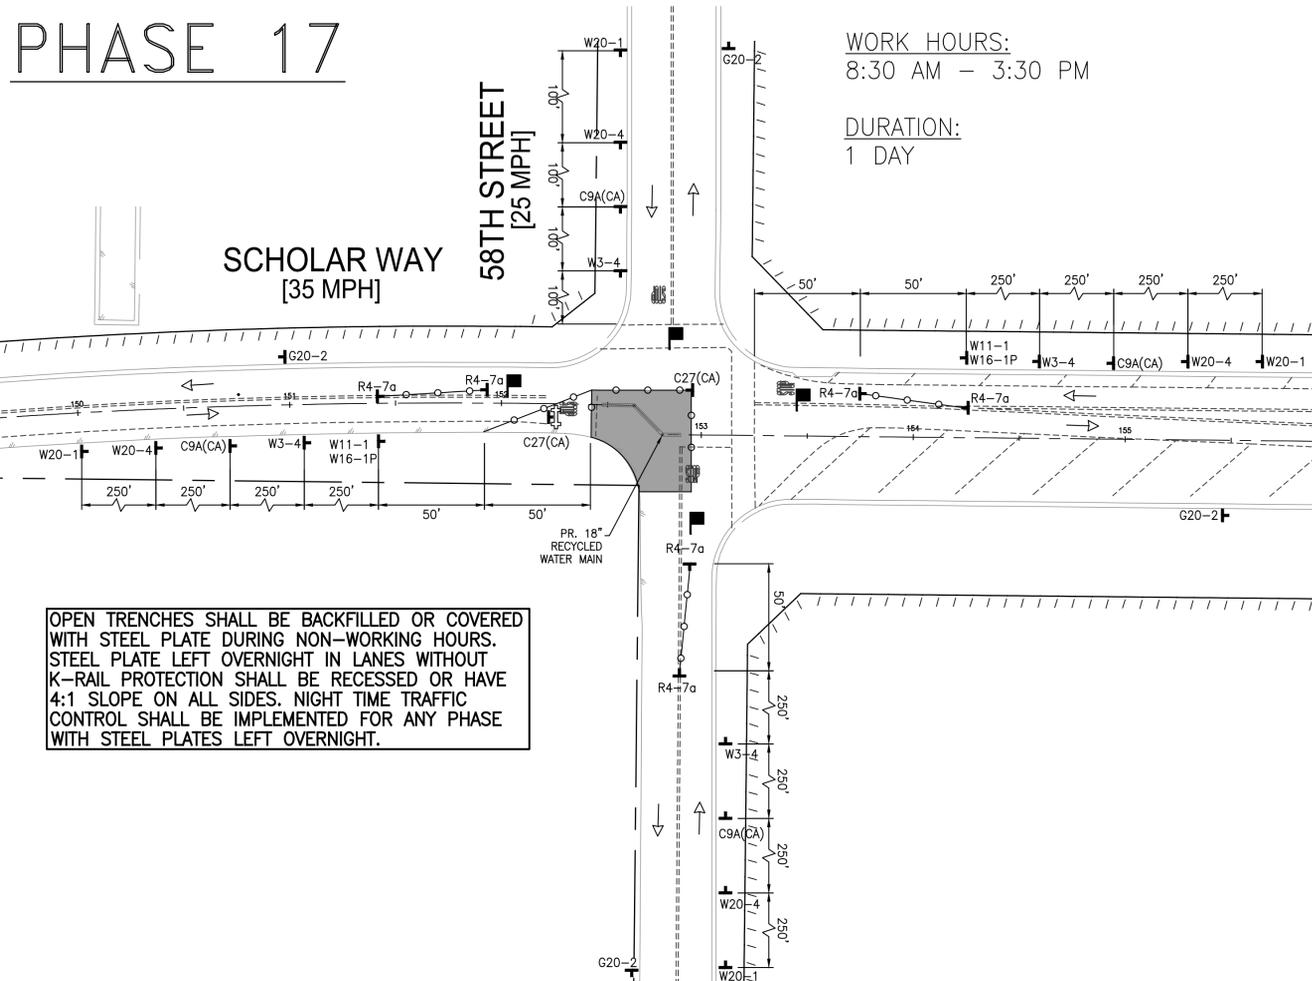 PHASE 17
WORK HOURS:
8:30 AM – 3:30 PM
DURATION:
1 DAY
58TH STREET
[25 MPH]
SCHOLAR WAY
[35 MPH]
W20-1
G20-2
100'
W20-4
100'
C9A(CA)
100'
W3-4
100'
50'
50'
250'
250'
250'
250'
W11-1
W16-1P
W3-4
C9A(CA)
W20-4
W20-1
G20-2
R4-7a
R4-7a
C27(CA)
R4-7a
R4-7a
150
151
152
153
154
155
C27(CA)
W20-1
W20-4
C9A(CA)
W3-4
W11-1
W16-1P
250'
250'
250'
250'
50'
50'
G20-2
PR. 18"
RECYCLED
WATER MAIN
R4-7a
50'
R4-7a
250'
W3-4
250'
C9A(CA)
250'
W20-4
250'
G20-2
W20-1
OPEN TRENCHES SHALL BE BACKFILLED OR COVERED
WITH STEEL PLATE DURING NON-WORKING HOURS.
STEEL PLATE LEFT OVERNIGHT IN LANES WITHOUT
K-RAIL PROTECTION SHALL BE RECESSED OR HAVE
4:1 SLOPE ON ALL SIDES. NIGHT TIME TRAFFIC
CONTROL SHALL BE IMPLEMENTED FOR ANY PHASE
WITH STEEL PLATES LEFT OVERNIGHT.